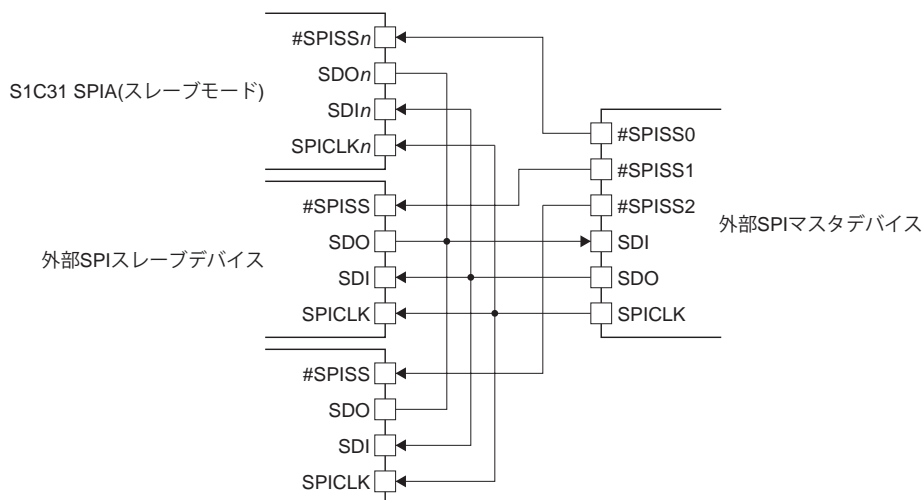 S1C31 SPIA(スレーブモード)
#SPISSn
SDOn
SDIn
SPICLKn
外部SPIスレーブデバイス
#SPISS
SDO
SDI
SPICLK
#SPISS
SDO
SDI
SPICLK
#SPISS0
#SPISS1
#SPISS2
SDI
SDO
SPICLK
外部SPIマスタデバイス